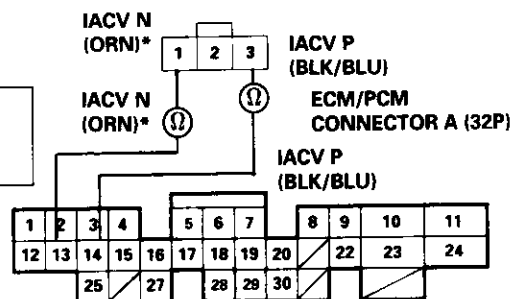 IACV N
(ORN)*
1 2 3
IACV P
(BLK/BLU)
IACV N
(ORN)*
Ω
Ω
ECM/PCM
CONNECTOR A (32P)
IACV P
(BLK/BLU)
1 2 3 4 5 6 7 8 9 10 11
12 13 14 15 16 17 18 19 20 22 23 24
25 27 28 29 30